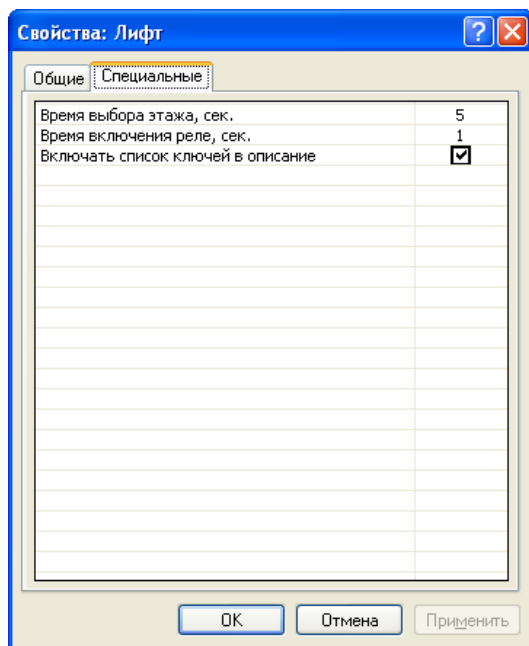 Свойства: Лифт
Общие Специальные
Время выбора этажа, сек. 5
Время включения реле, сек. 1
Включать список ключей в описание
OK Отмена Применить